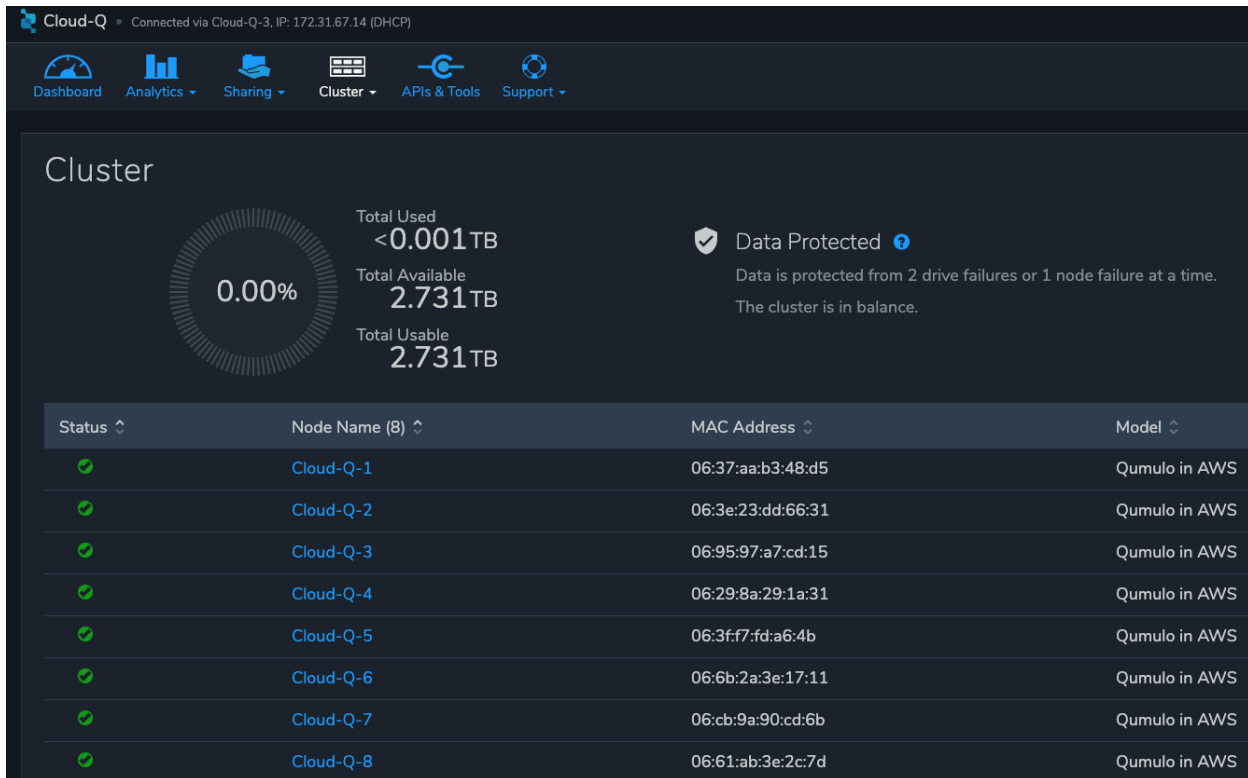 Cloud-Q • Connected via Cloud-Q-3, IP: 172.31.67.14 (DHCP)
Dashboard Analytics Sharing Cluster APIs & Tools Support
Cluster
0.00%
Total Used
<0.001TB
Total Available
2.731TB
Total Usable
2.731TB
Data Protected ?
Data is protected from 2 drive failures or 1 node failure at a time.
The cluster is in balance.
Status Node Name (8) MAC Address Model
Cloud-Q-1 06:37:aa:b3:48:d5 Qumulo in AWS
Cloud-Q-2 06:3e:23:dd:66:31 Qumulo in AWS
Cloud-Q-3 06:95:97:a7:cd:15 Qumulo in AWS
Cloud-Q-4 06:29:8a:29:1a:31 Qumulo in AWS
Cloud-Q-5 06:3f:f7:fd:a6:4b Qumulo in AWS
Cloud-Q-6 06:6b:2a:3e:17:11 Qumulo in AWS
Cloud-Q-7 06:cb:9a:90:cd:6b Qumulo in AWS
Cloud-Q-8 06:61:ab:3e:2c:7d Qumulo in AWS